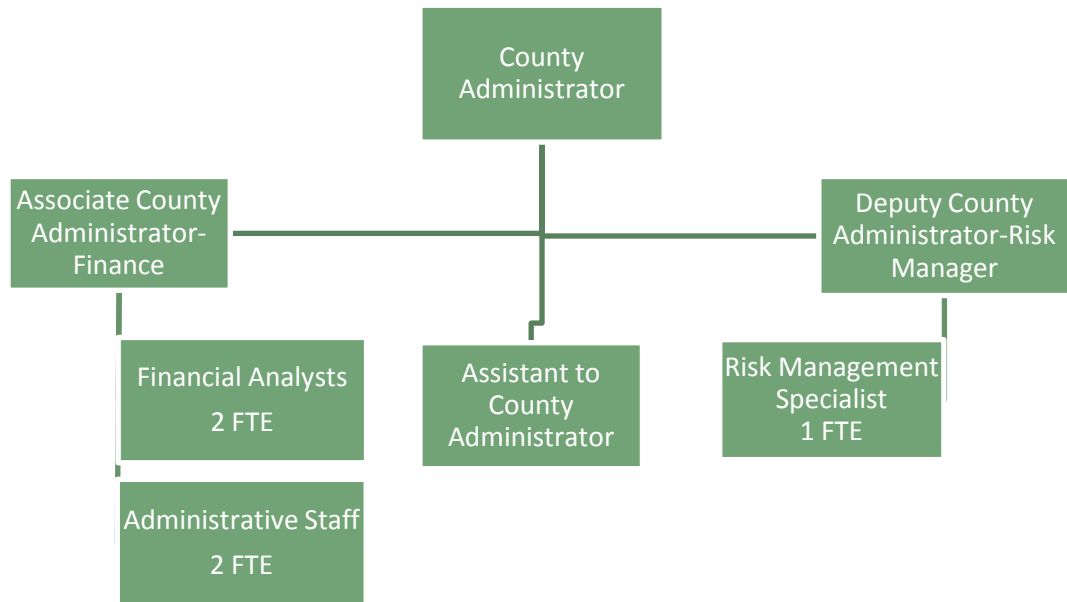 County
Administrator
Associate County
Administrator-
Finance
Deputy County
Administrator-Risk
Manager
Financial Analysts
2 FTE
Assistant to
County
Administrator
Risk Management
Specialist
1 FTE
Administrative Staff
2 FTE